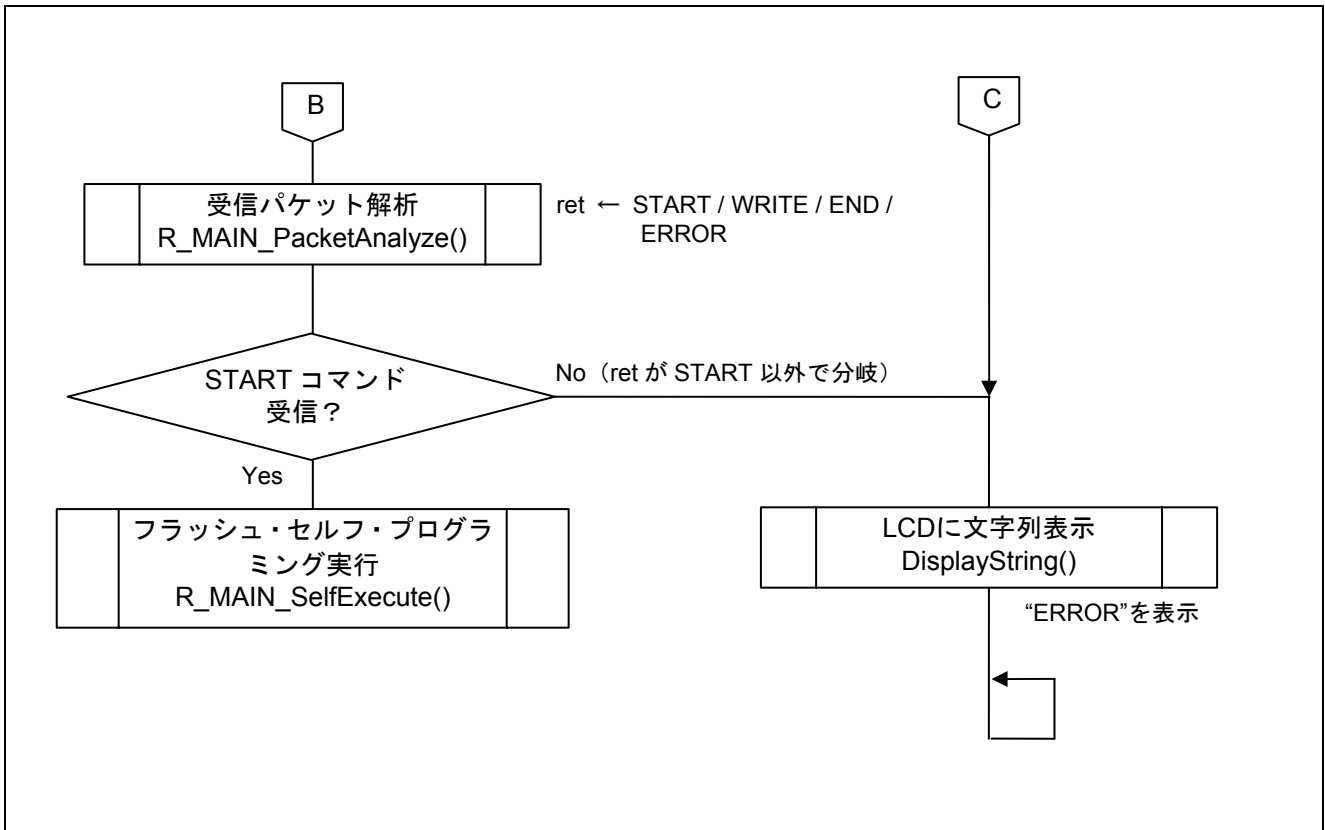 B
C
受信パケット解析
R_MAIN_PacketAnalyze()
ret ← START / WRITE / END /
ERROR
START コマンド
受信？
No（ret が START 以外で分岐）
Yes
フラッシュ・セルフ・プログラ
ミング実行
R_MAIN_SelfExecute()
LCDに文字列表示
DisplayString()
“ERROR”を表示